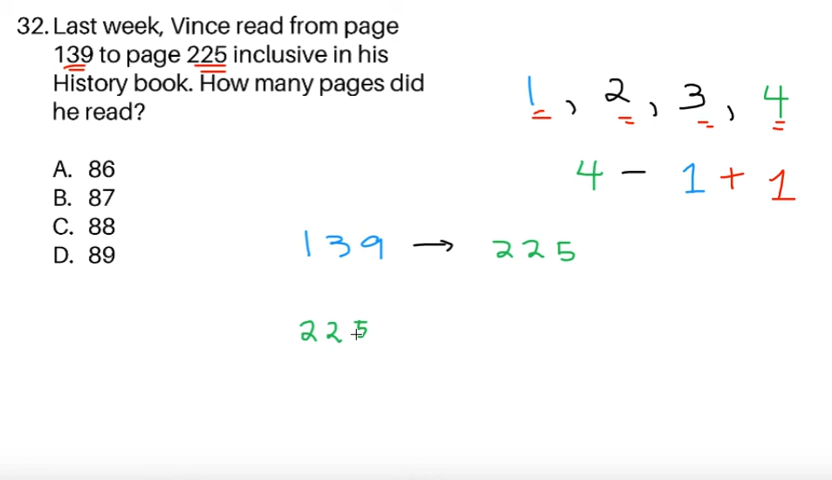 32. Last week, Vince read from page
139 to page 225 inclusive in his
History book. How many pages did
he read?
A. 86
B. 87
C. 88
D. 89
1, 2, 3, 4
4 - 1 + 1
139 → 225
225